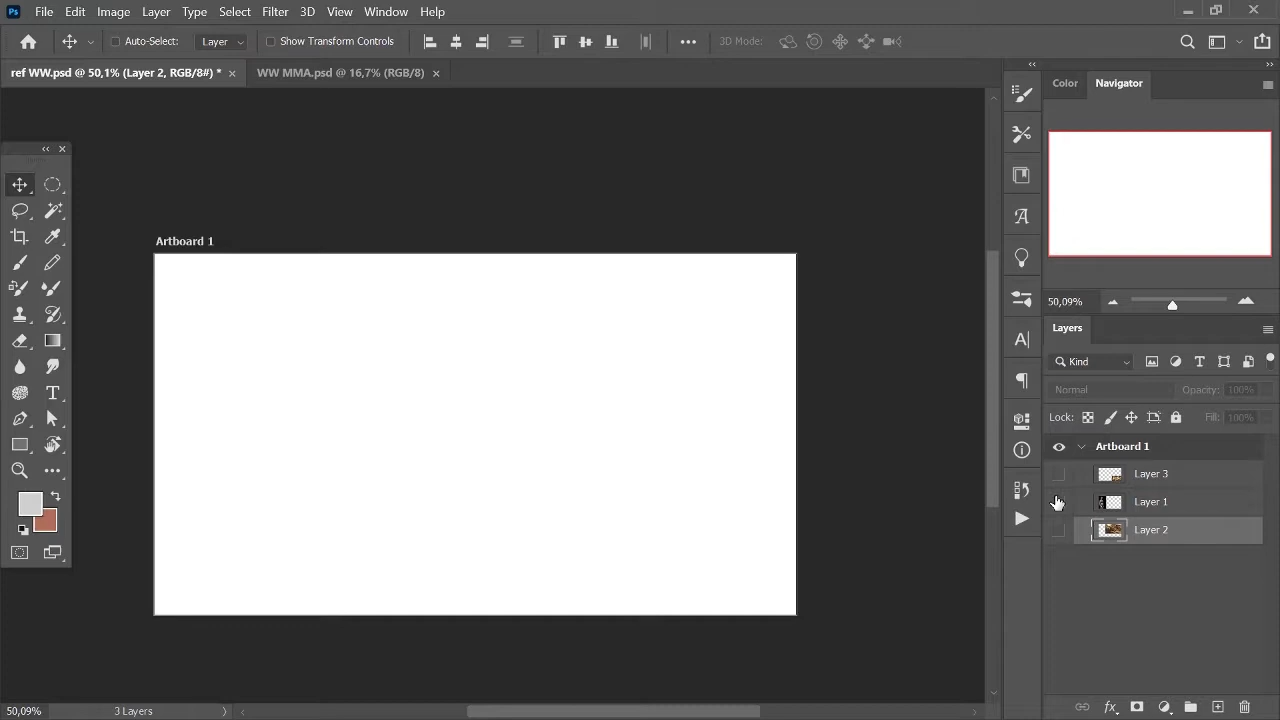 Ps File Edit Image Layer Type Select Filter 3D View Window Help
Auto-Select: Layer Show Transform Controls 3D Mode:
ref WW.psd @ 50,1% (Layer 2, RGB/8#) * WW MMA.psd @ 16,7% (RGB/8)
Color Navigator
Artboard 1
50,09%
Layers
Kind
Normal Opacity: 100%
Lock: Fill: 100%
Artboard 1
Layer 3
Layer 1
Layer 2
50,09% 3 Layers